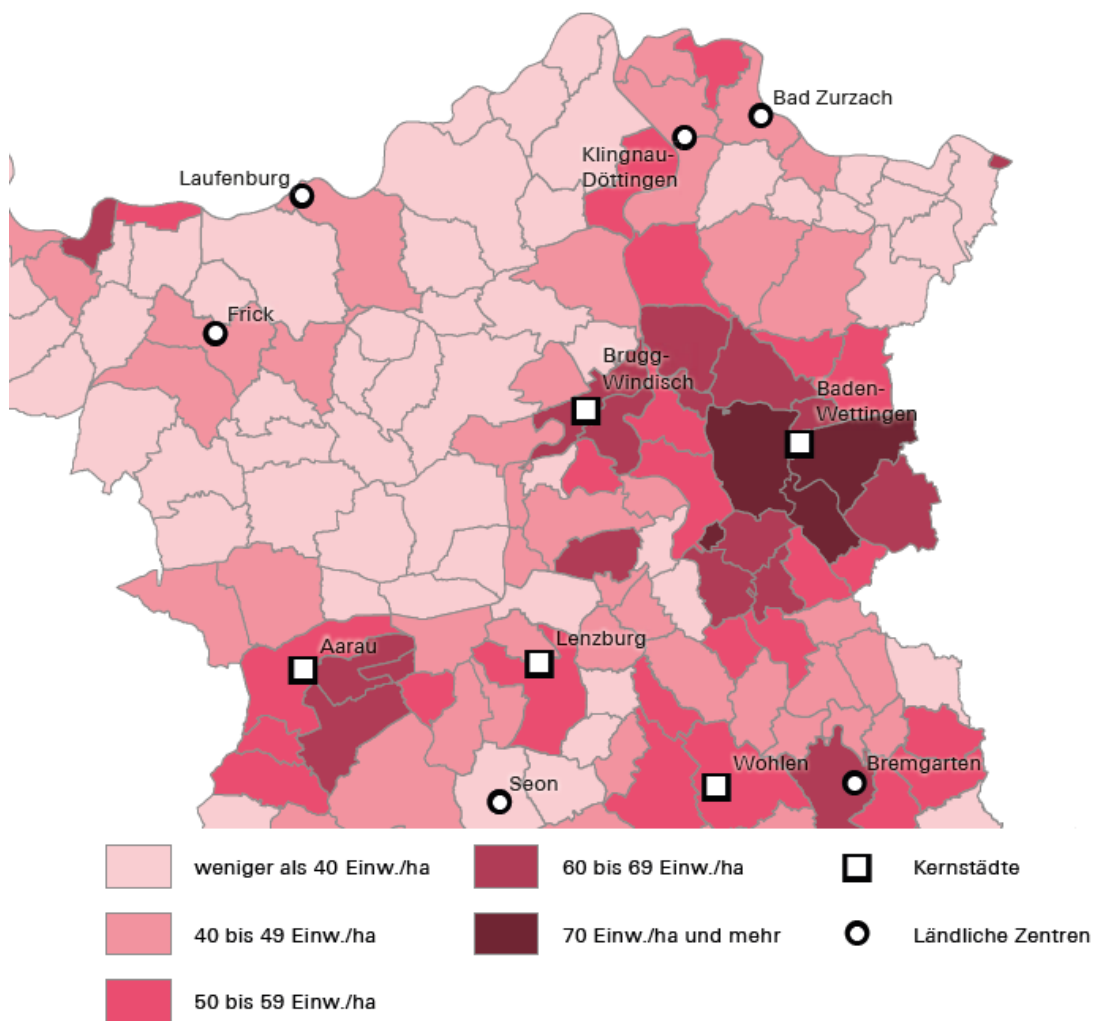 Bad Zurzach
Klingnau-
Döttingen
Laufenburg
Frick
Brugg-
Windisch
Baden-
Wettingen
Aarau
Lenzburg
Wohlen
Bremgarten
Seon
weniger als 40 Einw./ha
60 bis 69 Einw./ha
Kernstädte
40 bis 49 Einw./ha
70 Einw./ha und mehr
Ländliche Zentren
50 bis 59 Einw./ha